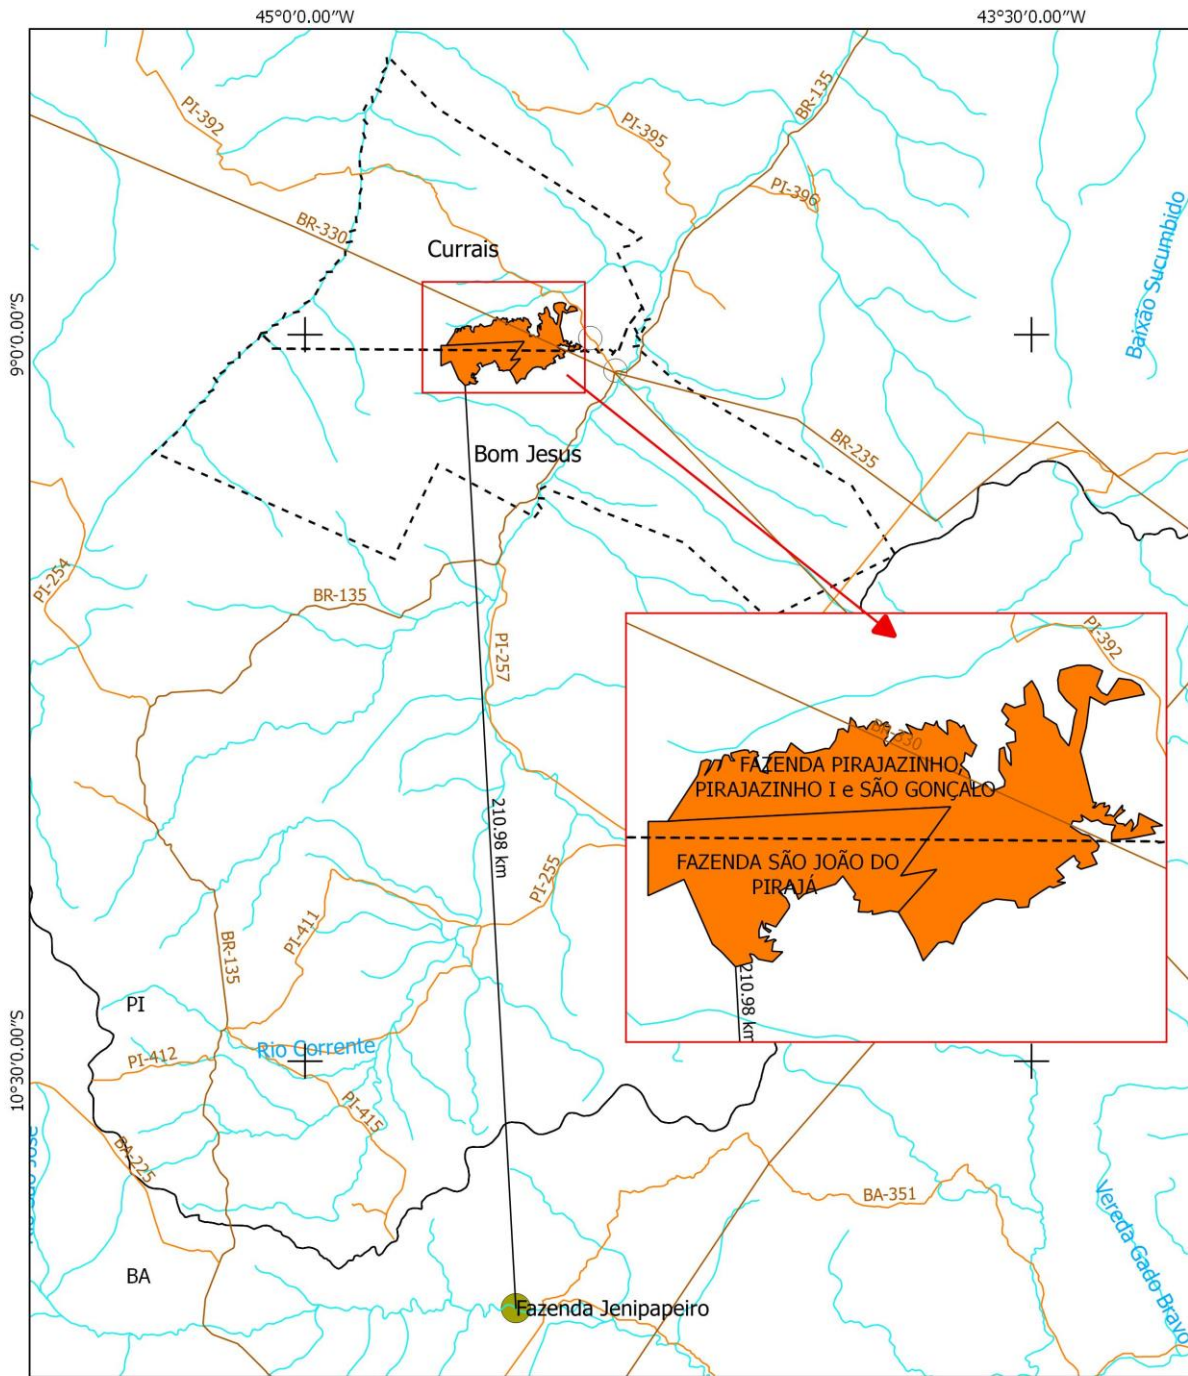 45°0'0.00"W
43°30'0.00"W
PI-392
PI-395
BR-135
PI-396
BR-330
Currais
Baixão Sucumbido
9°0'0.00"S
Bom Jesus
BR-235
PI-254
BR-135
PI-257
PI-392
BR-330
FAZENDA PIRAJAZINHO,
PIRAJAZINHO I e SÃO GONÇALO
FAZENDA SÃO JOÃO DO
PIRAJÁ
210.98 km
210.98 km
PI-255
PI-411
BR-135
PI
Rio Corrente
PI-412
10°30'0.00"S
PI-415
BA-225
BA-351
Vereda Gado Bravo
BA
Fazenda Jenipapeiro